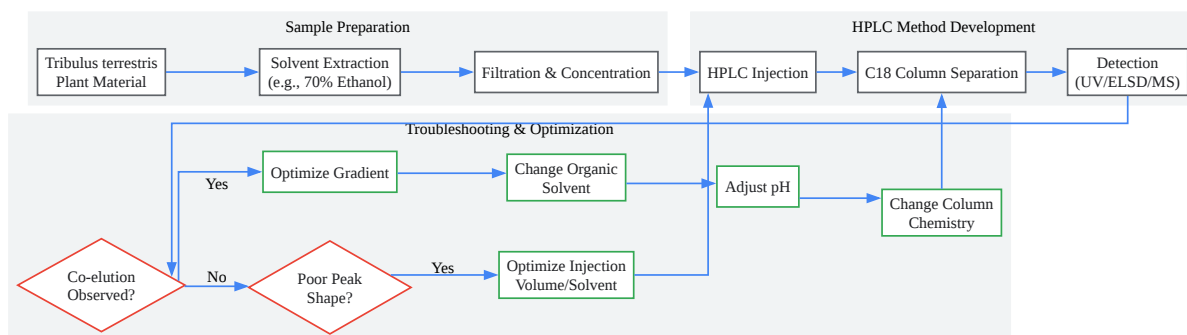 Sample Preparation
HPLC Method Development
Tribulus terrestris
Plant Material
Solvent Extraction
(e.g., 70% Ethanol)
Filtration & Concentration
HPLC Injection
C18 Column Separation
Detection
(UV/ELSD/MS)
Troubleshooting & Optimization
Yes
Optimize Gradient
Change Organic
Solvent
Adjust pH
Change Column
Chemistry
Co-elution
Observed?
No
Poor Peak
Shape?
Yes
Optimize Injection
Volume/Solvent